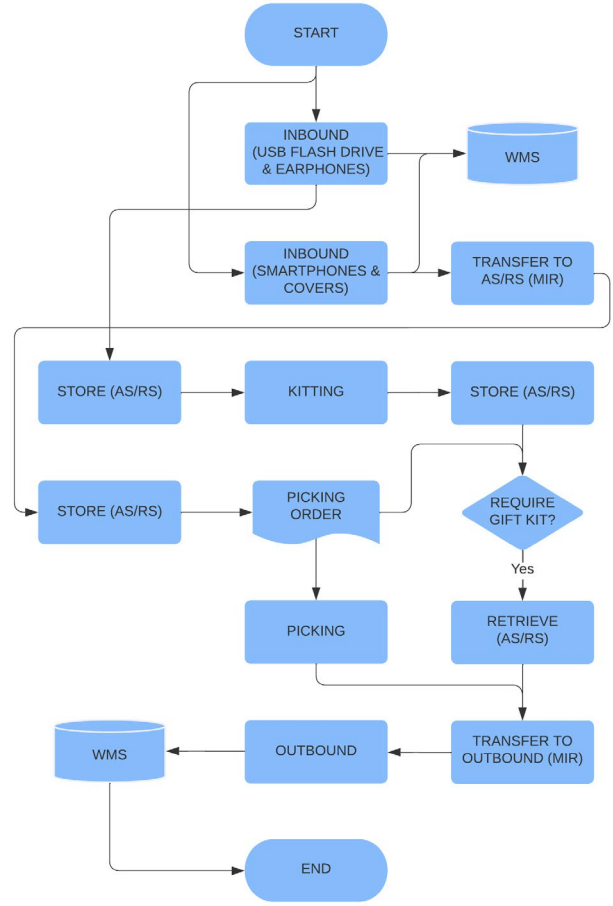 START
INBOUND
(USB FLASH DRIVE
& EARPHONES)
WMS
INBOUND
(SMARTPHONES &
COVERS)
TRANSFER TO
AS/RS (MIR)
STORE (AS/RS)
KITTING
STORE (AS/RS)
STORE (AS/RS)
PICKING
ORDER
REQUIRE
GIFT KIT?
Yes
PICKING
RETRIEVE
(AS/RS)
WMS
OUTBOUND
TRANSFER TO
OUTBOUND (MIR)
END